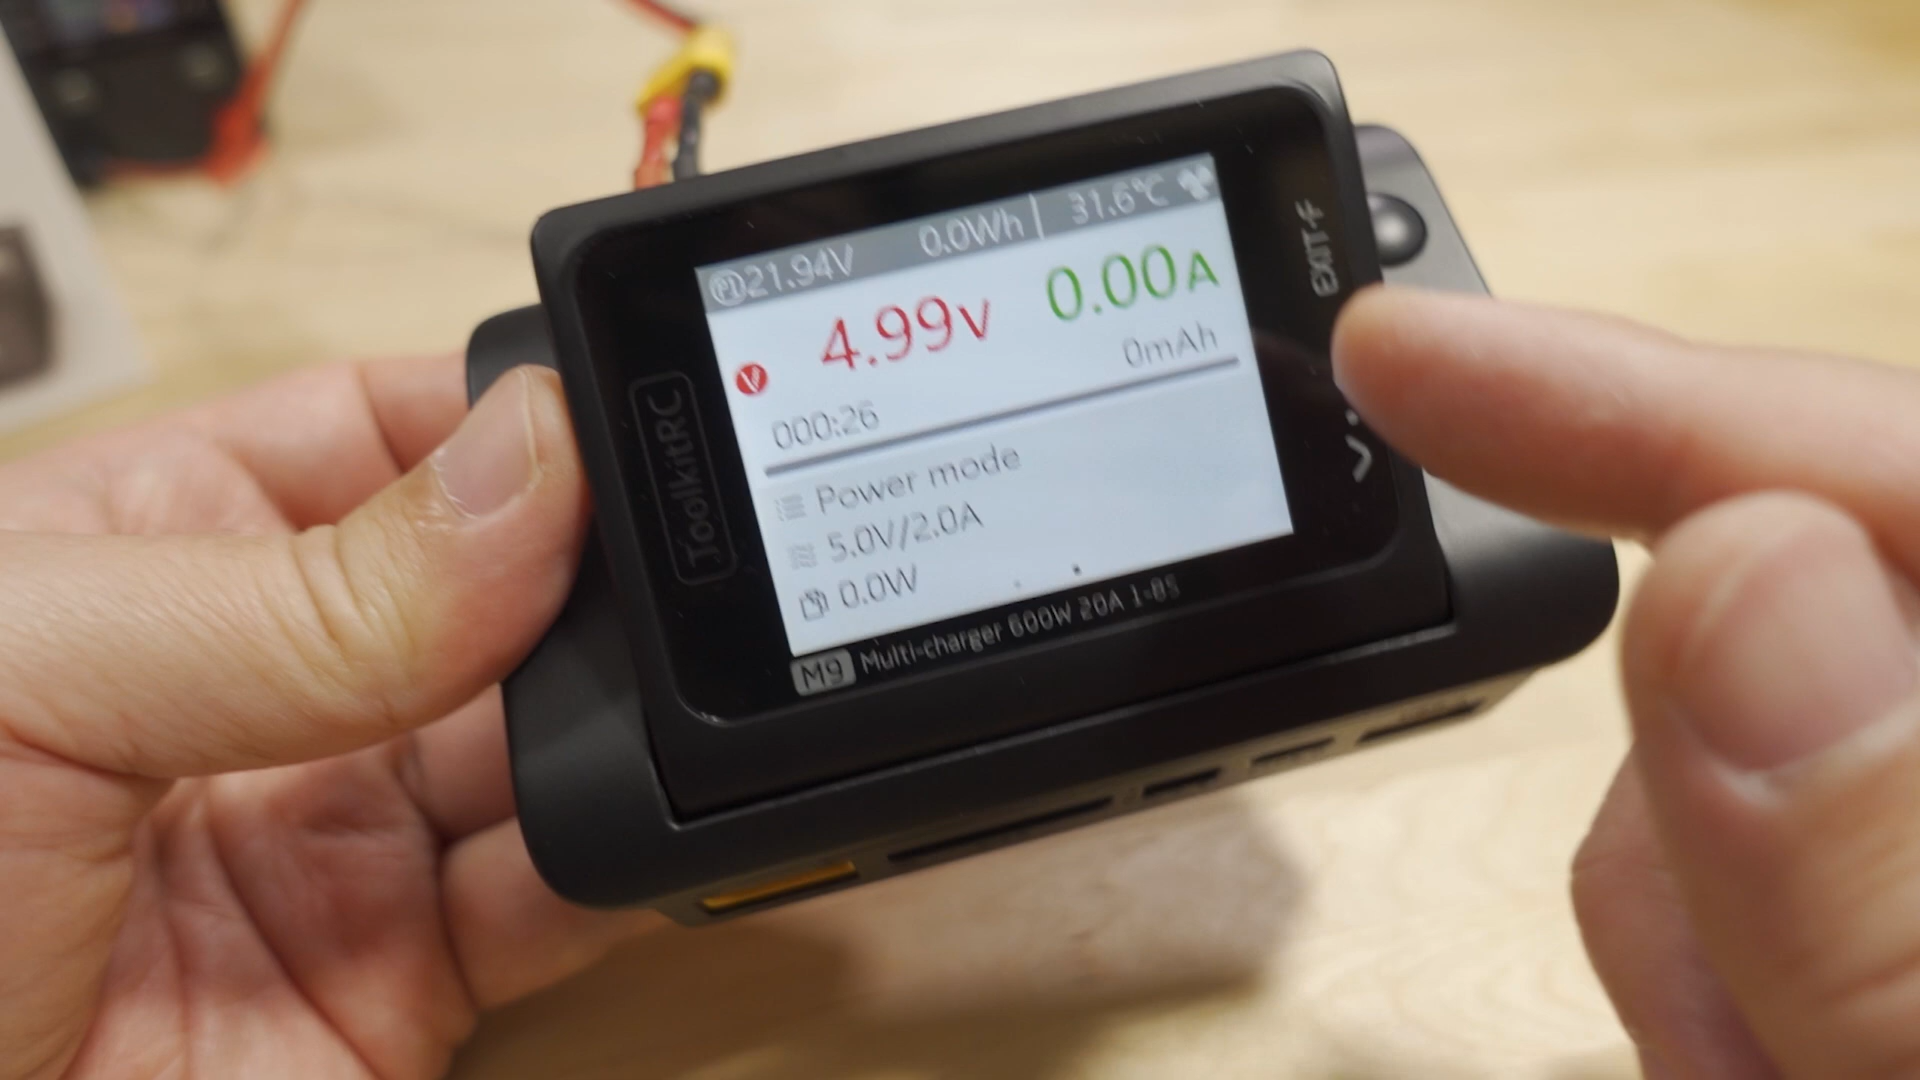 21.94V 0.0Wh | 31.6℃
4.99V 0.00A
0mAh
000:26
Power mode
5.0V/2.0A
0.0W
M9 Multi-charger 600W 20A 1-8S
ToolkitRC
EXIT-